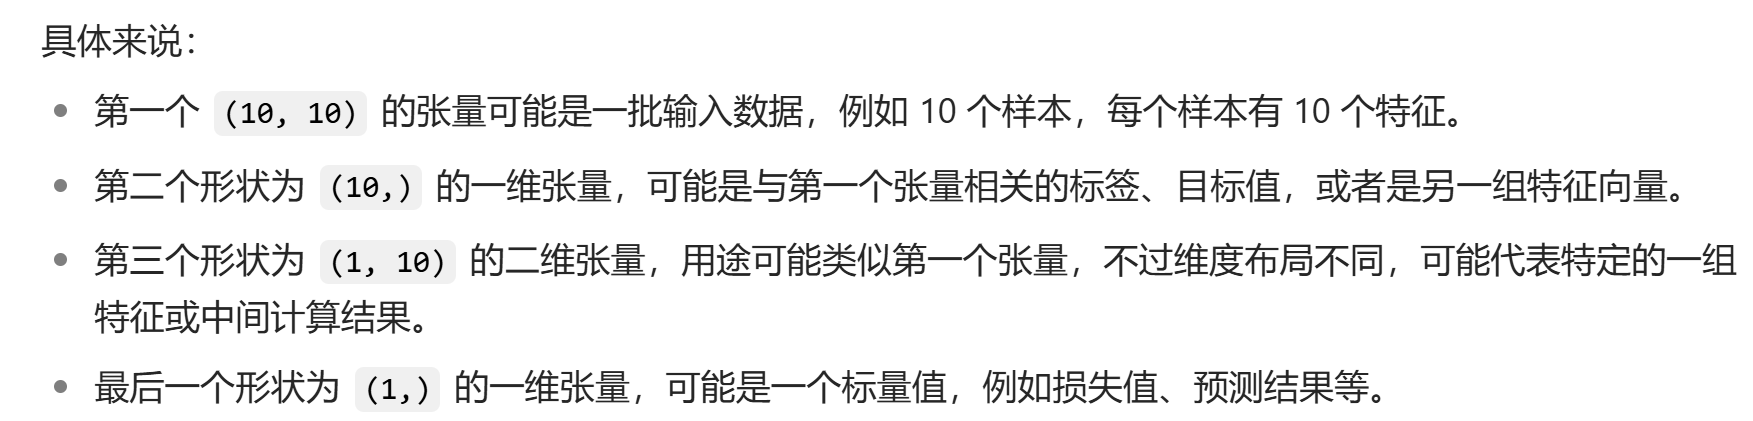 具体来说：
第一个 (10, 10) 的张量可能是一批输入数据，例如 10 个样本，每个样本有 10 个特征。
第二个形状为 (10,) 的一维张量，可能是与第一个张量相关的标签、目标值，或者是另一组特征向量。
第三个形状为 (1, 10) 的二维张量，用途可能类似第一个张量，不过维度布局不同，可能代表特定的一组
特征或中间计算结果。
最后一个形状为 (1,) 的一维张量，可能是一个标量值，例如损失值、预测结果等。